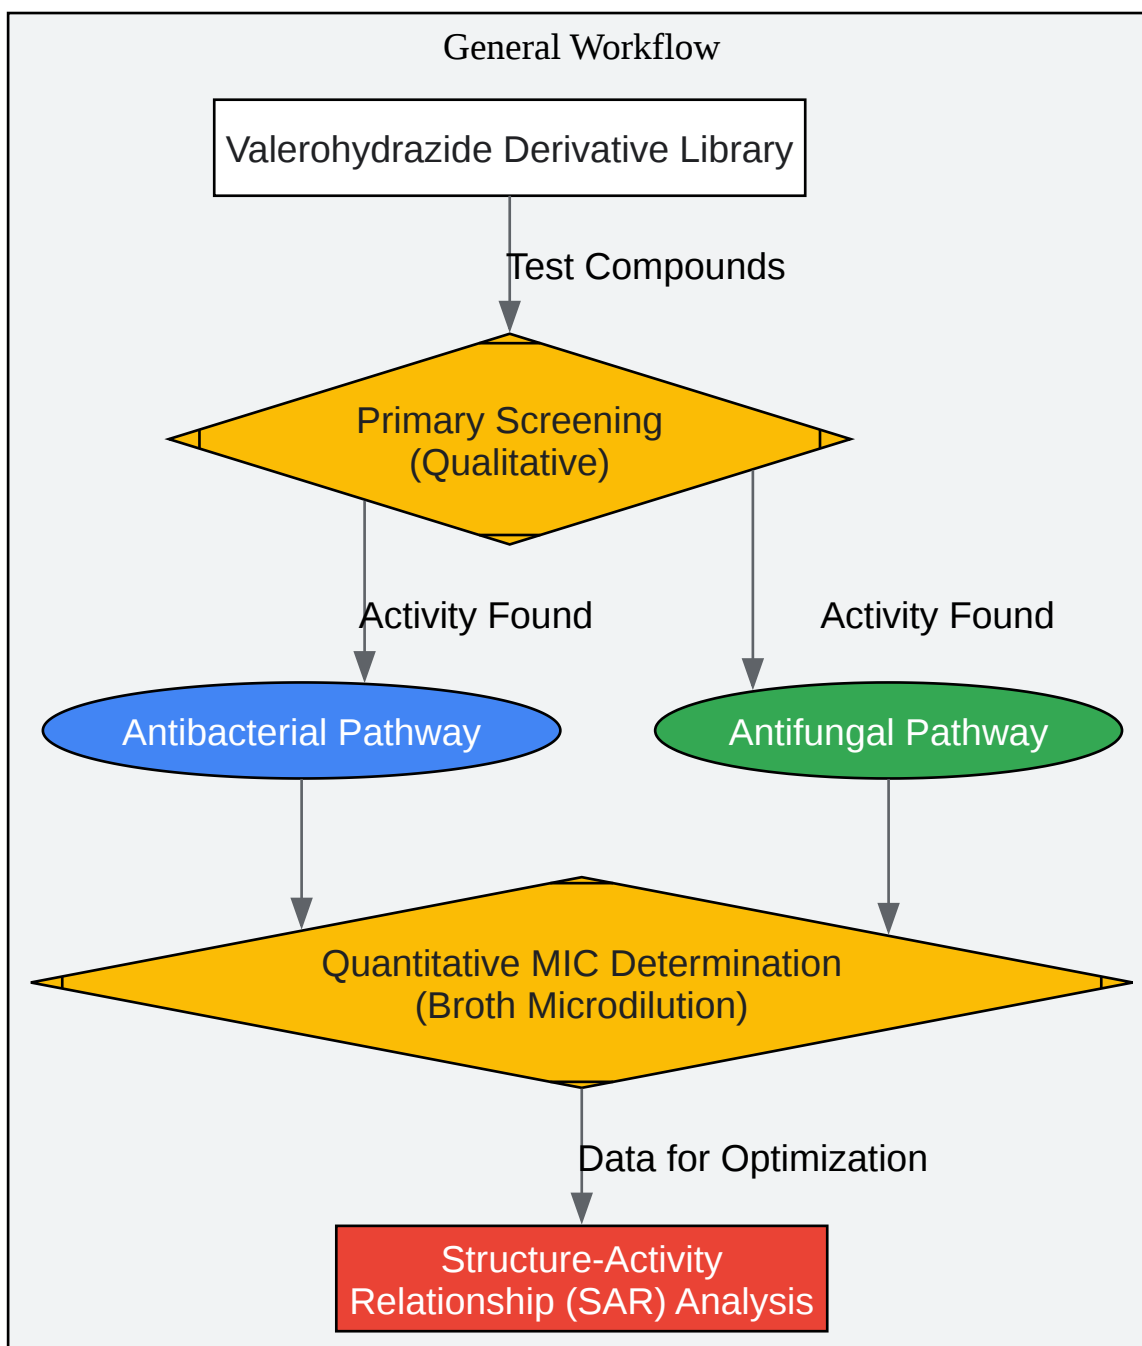 General Workflow
Valerohydrazide Derivative Library
Test Compounds
Primary Screening
(Qualitative)
Activity Found
Activity Found
Antibacterial Pathway
Antifungal Pathway
Quantitative MIC Determination
(Broth Microdilution)
Data for Optimization
Structure-Activity
Relationship (SAR) Analysis